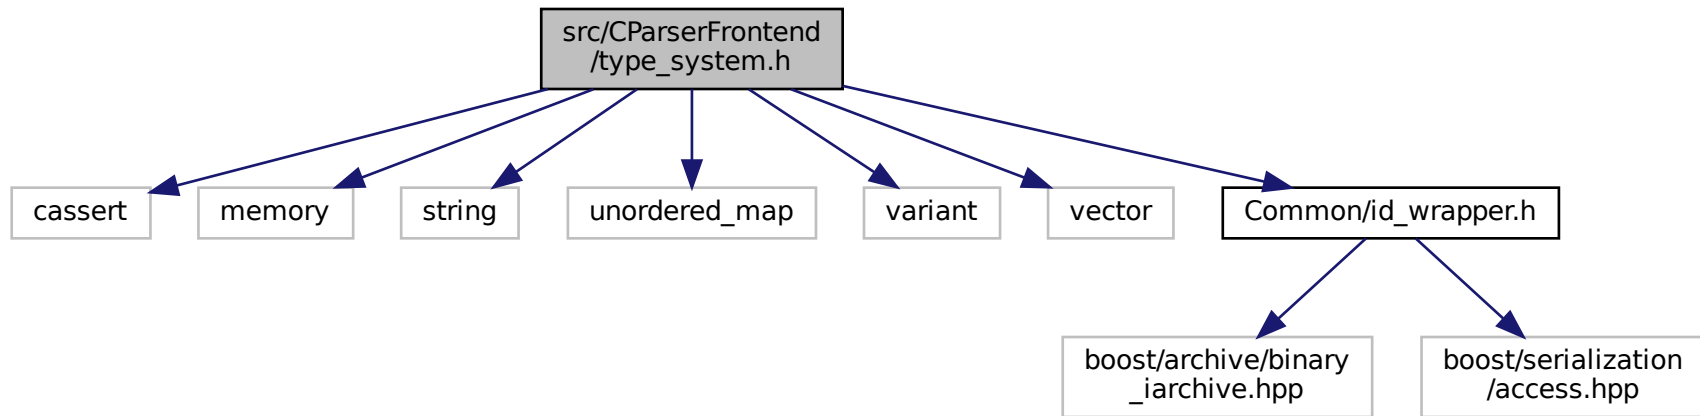 src/CParserFrontend
/type_system.h
cassert
memory
string
unordered_map
variant
vector
Common/id_wrapper.h
boost/archive/binary
_iarchive.hpp
boost/serialization
/access.hpp